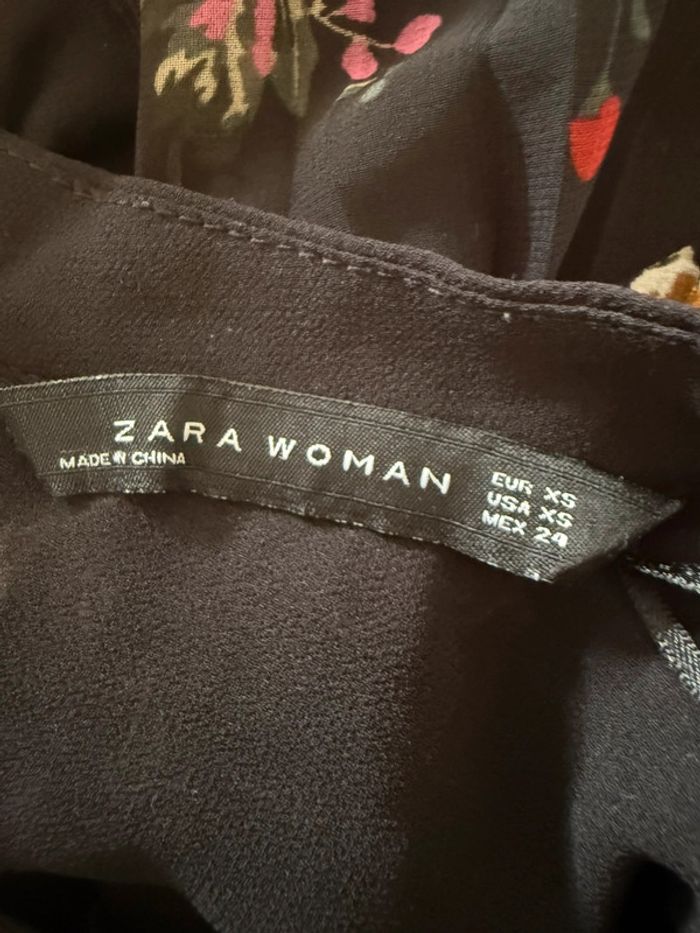 ZARA WOMAN
MADE IN CHINA
EUR XS
USA XS
MEX 24